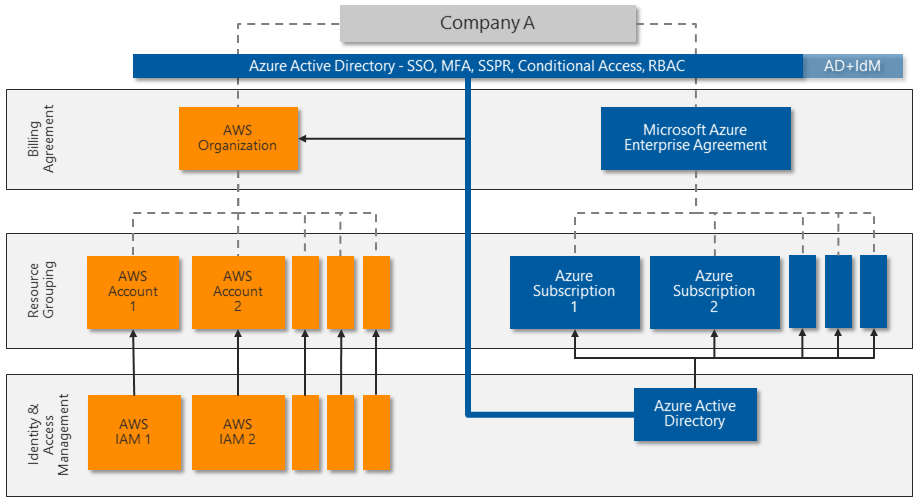 Company A
Azure Active Directory - SSO, MFA, SSPR, Conditional Access, RBAC
AD+IdM
Billing
Agreement
AWS
Organization
Microsoft Azure
Enterprise Agreement
Resource
Grouping
AWS
Account
1
AWS
Account
2
Azure
Subscription
1
Azure
Subscription
2
Identity &
Access
Management
AWS
IAM 1
AWS
IAM 2
Azure Active
Directory